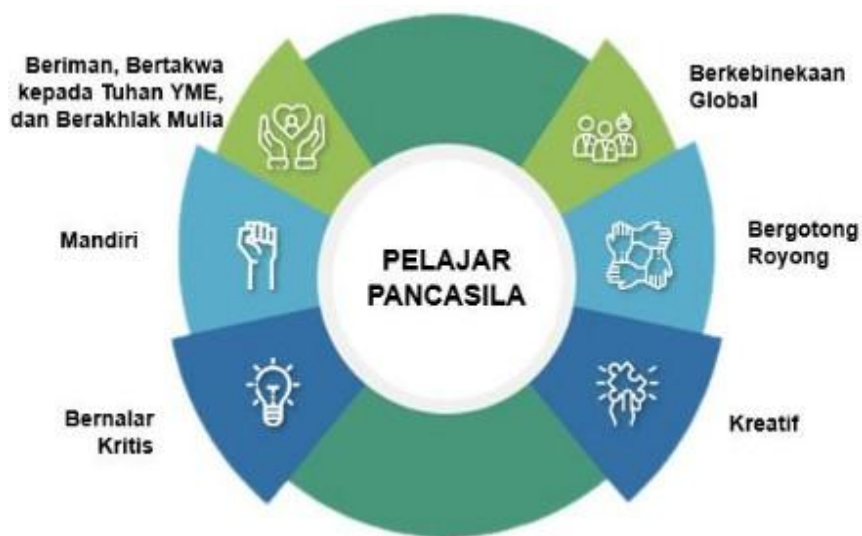 Beriman, Bertakwa
kepada Tuhan YME,
dan Berakhlak Mulia
Berkebinekaan
Global
Mandiri
PELAJAR
PANCASILA
Bergotong
Royong
Bernalar
Kritis
Kreatif